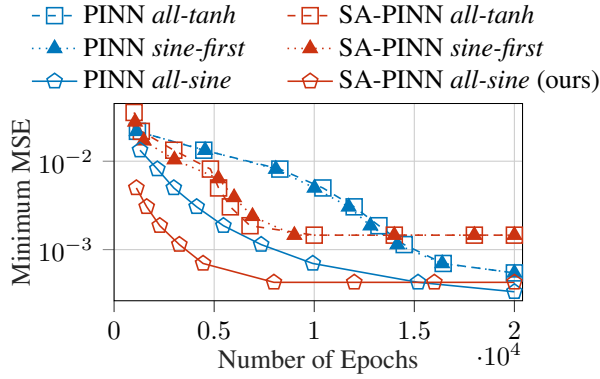 PINN all-tanh SA-PINN all-tanh
PINN sine-first SA-PINN sine-first
PINN all-sine SA-PINN all-sine (ours)
Minimum MSE
10⁻²
10⁻³
0 0.5 1 1.5 2
Number of Epochs ·10⁴